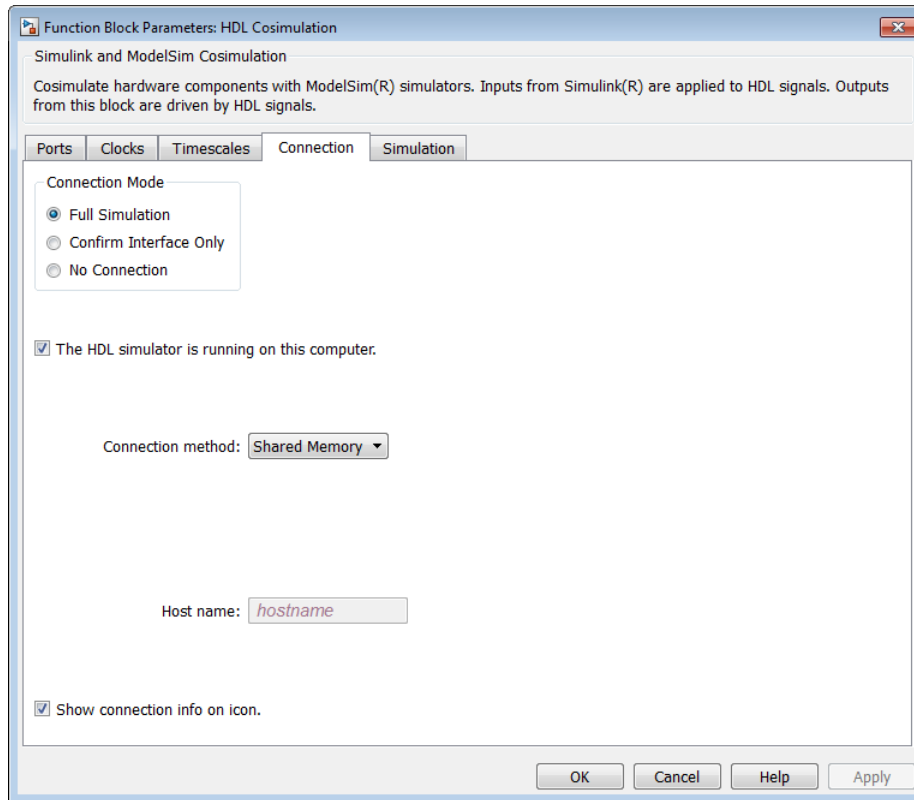 Function Block Parameters: HDL Cosimulation
Simulink and ModelSim Cosimulation
Cosimulate hardware components with ModelSim(R) simulators. Inputs from Simulink(R) are applied to HDL signals. Outputs
from this block are driven by HDL signals.
Ports Clocks Timescales Connection Simulation
Connection Mode
Full Simulation
Confirm Interface Only
No Connection
The HDL simulator is running on this computer.
Connection method: Shared Memory
Host name: hostname
Show connection info on icon.
OK Cancel Help Apply